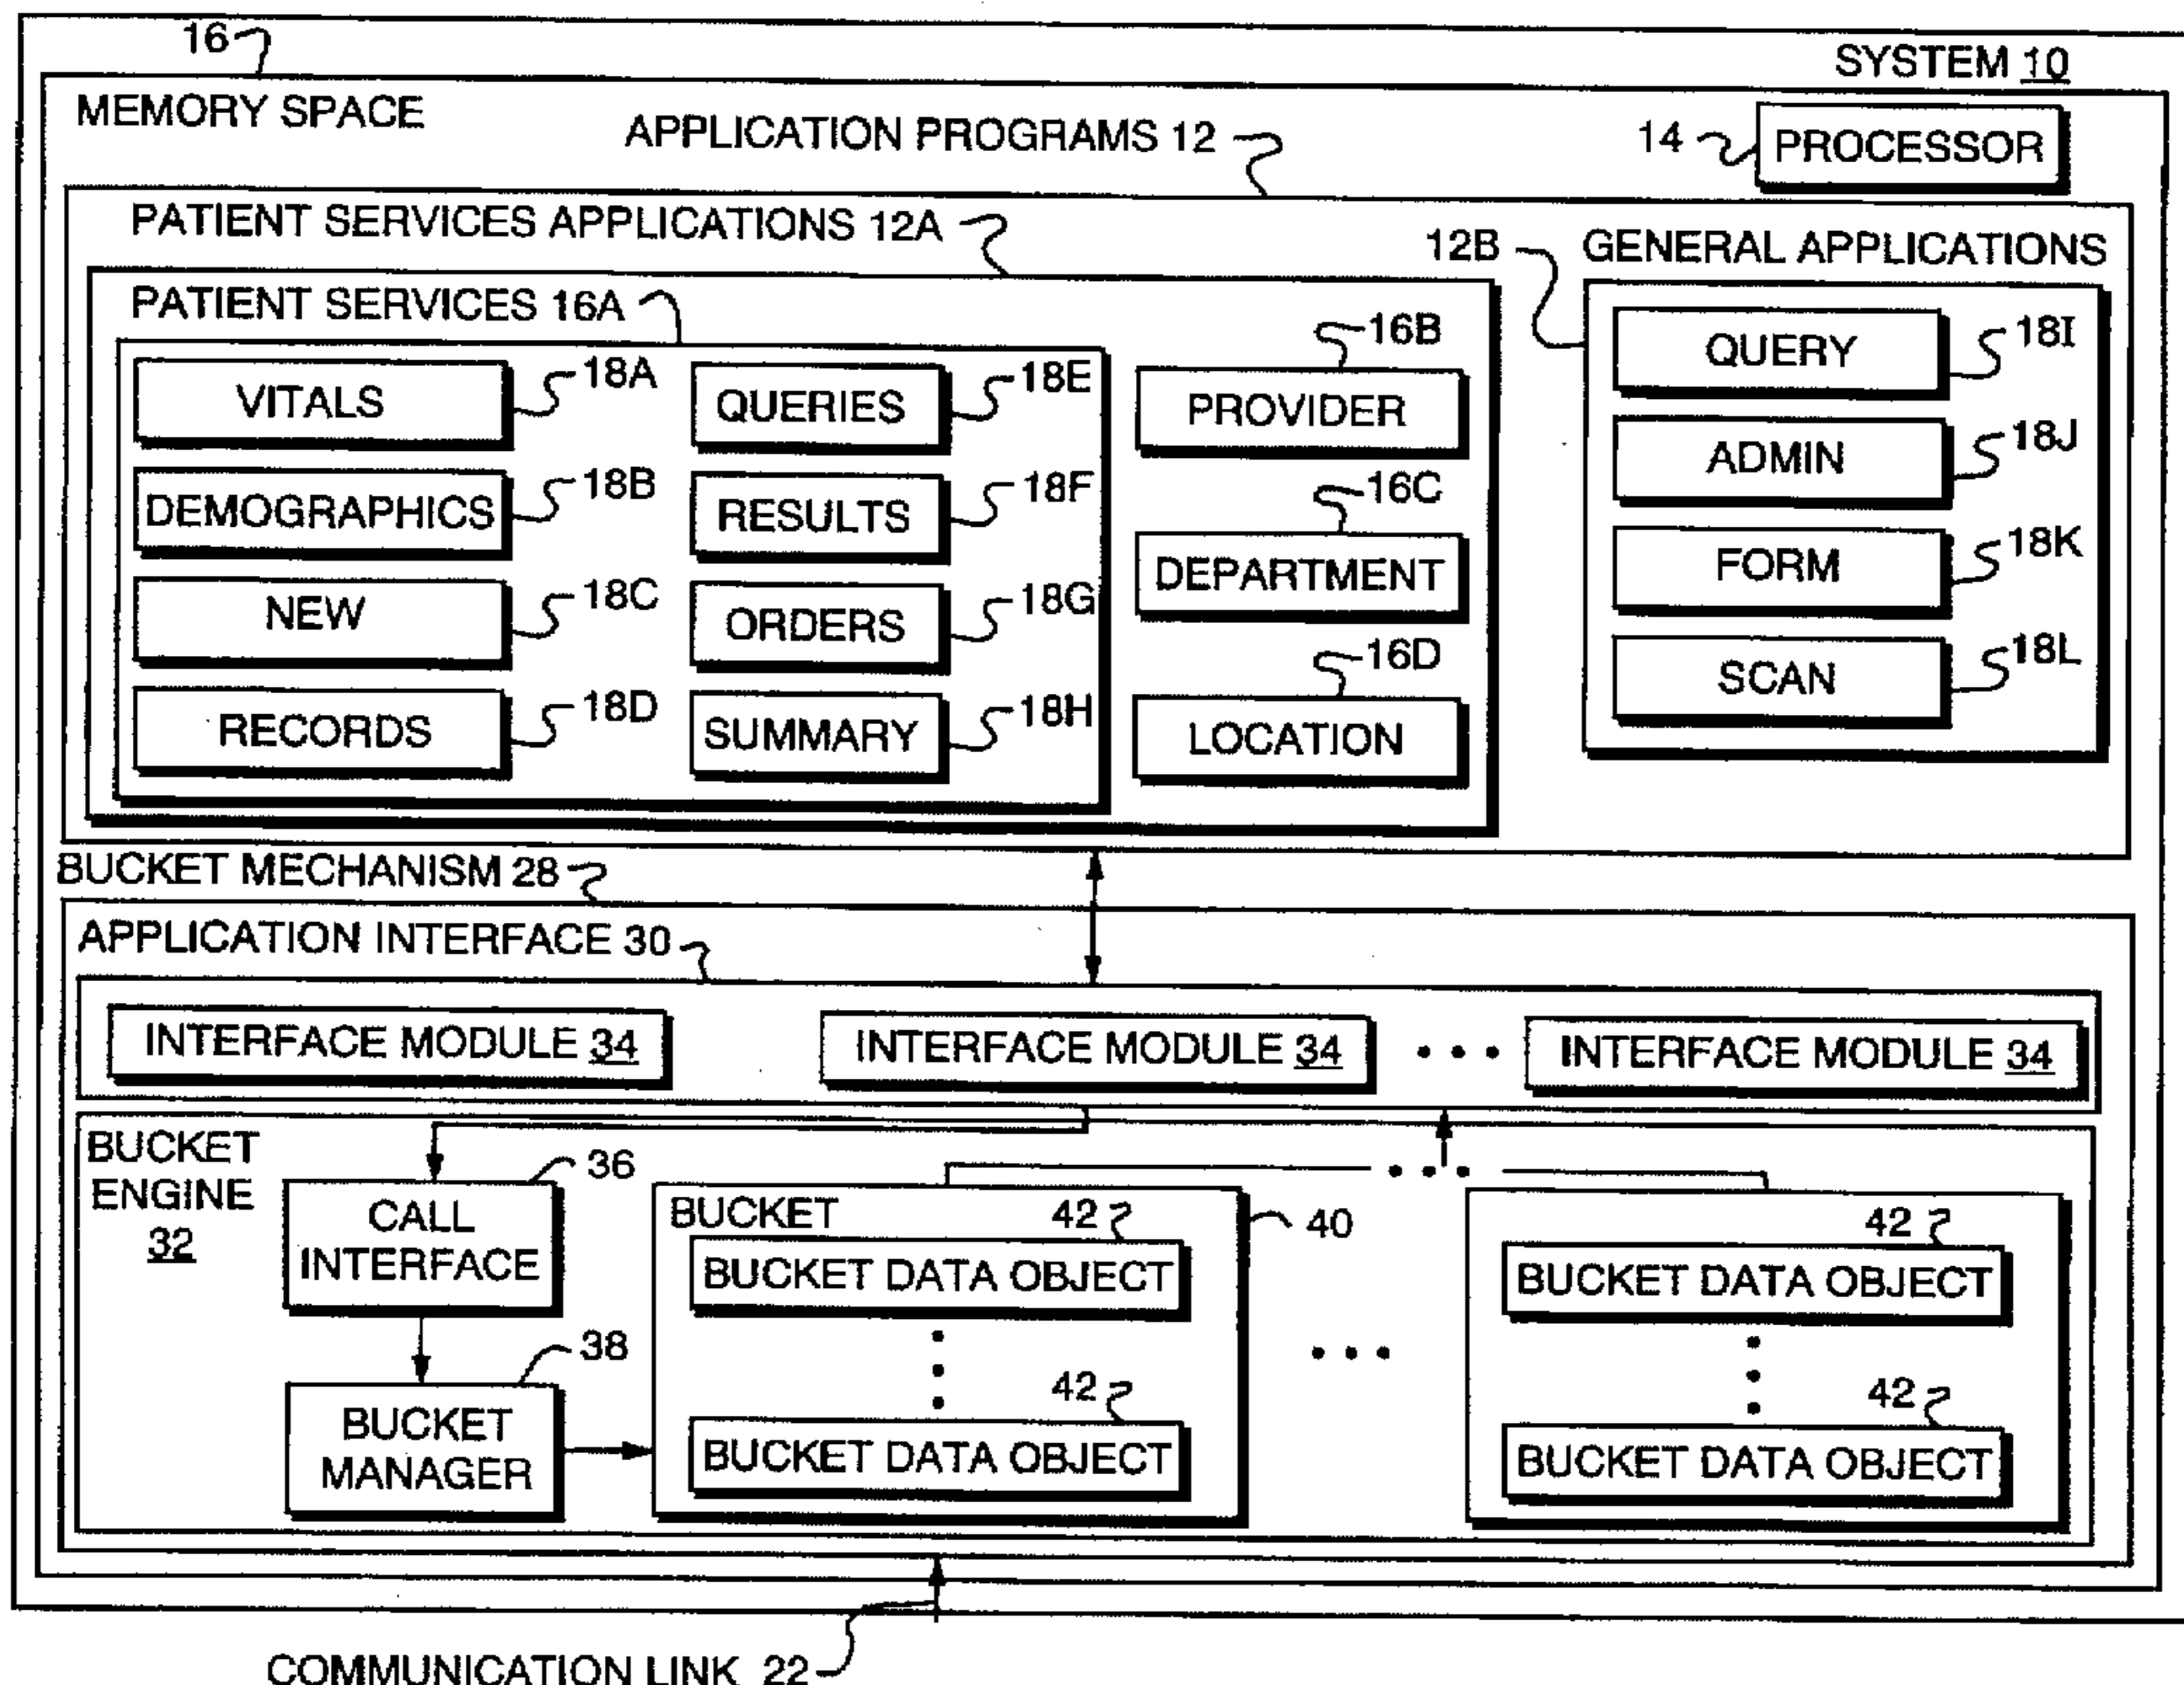 16
SYSTEM 10
MEMORY SPACE
APPLICATION PROGRAMS 12
14
PROCESSOR
PATIENT SERVICES APPLICATIONS 12A
12B
GENERAL APPLICATIONS
PATIENT SERVICES 16A
VITALS
18A
DEMOGRAPHICS
18B
NEW
18C
RECORDS
18D
QUERIES
18E
RESULTS
18F
ORDERS
18G
SUMMARY
18H
16B
PROVIDER
16C
DEPARTMENT
16D
LOCATION
QUERY
18I
ADMIN
18J
FORM
18K
SCAN
18L
BUCKET MECHANISM 28
APPLICATION INTERFACE 30
INTERFACE MODULE 34
INTERFACE MODULE 34
INTERFACE MODULE 34
BUCKET
ENGINE
32
36
CALL
INTERFACE
38
BUCKET
MANAGER
BUCKET
40
42
BUCKET DATA OBJECT
42
BUCKET DATA OBJECT
42
BUCKET DATA OBJECT
42
BUCKET DATA OBJECT
COMMUNICATION LINK 22